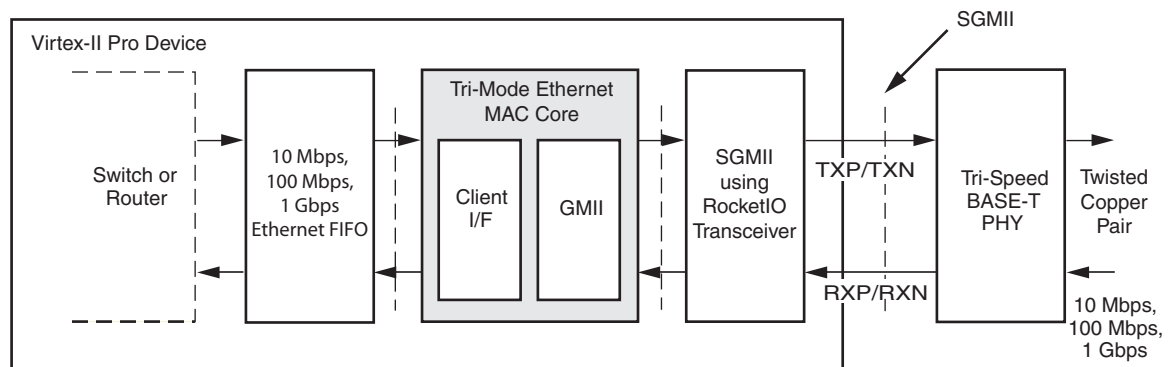 SGMII
Virtex-II Pro Device
Switch or
Router
10 Mbps,
100 Mbps,
1 Gbps
Ethernet FIFO
Tri-Mode Ethernet
MAC Core
Client
I/F
GMII
SGMII
using
RocketIO
Transceiver
TXP/TXN
RXP/RXN
Tri-Speed
BASE-T
PHY
Twisted
Copper
Pair
10 Mbps,
100 Mbps,
1 Gbps